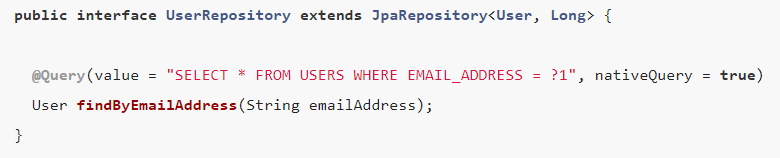 public interface UserRepository extends JpaRepository<User, Long> {
@Query(value = "SELECT * FROM USERS WHERE EMAIL_ADDRESS = ?1", nativeQuery = true)
User findByEmailAddress(String emailAddress);
}